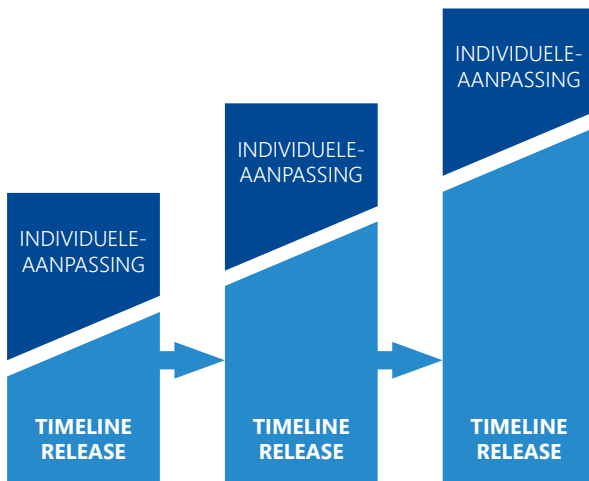 INDIVIDUELE-
AANPASSING
TIMELINE
RELEASE
INDIVIDUELE-
AANPASSING
TIMELINE
RELEASE
INDIVIDUELE-
AANPASSING
TIMELINE
RELEASE